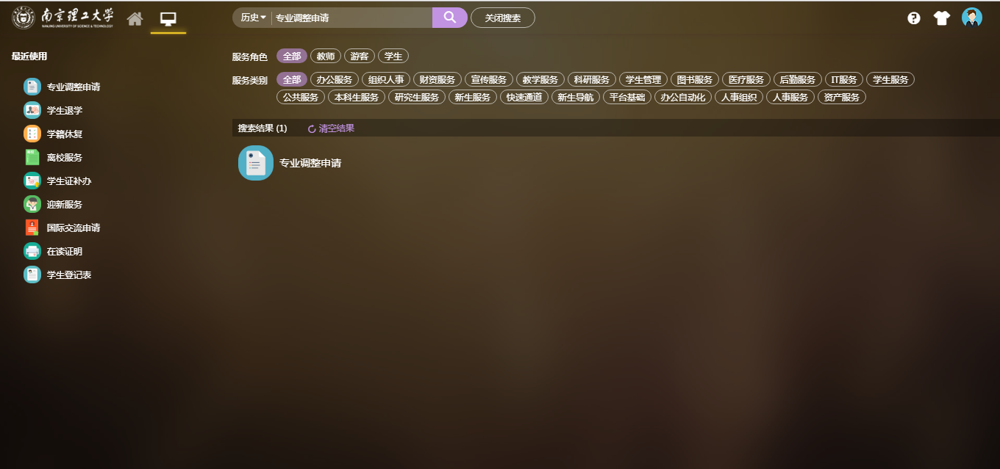 南京理工大学
NANJING UNIVERSITY OF SCIENCE & TECHNOLOGY
历史 专业调整申请 关闭搜索
最近使用
专业调整申请
学生退学
学籍休复
离校服务
学生证补办
迎新服务
国际交流申请
在读证明
学生登记表
服务角色 全部 教师 游客 学生
服务类别 全部 办公服务 组织人事 财资服务 宣传服务 教学服务 科研服务 学生管理 图书服务 医疗服务 后勤服务 IT服务 学生服务
公共服务 本科生服务 研究生服务 新生服务 快速通道 新生导航 平台基础 办公自动化 人事组织 人事服务 资产服务
搜索结果 (1) 清空结果
专业调整申请